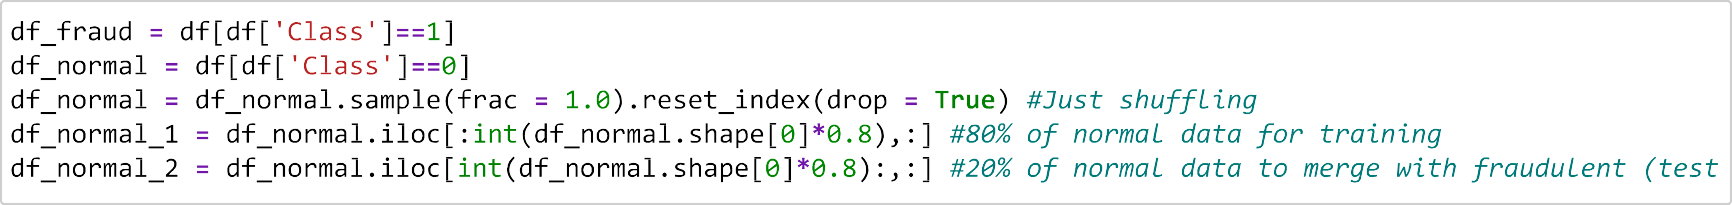 df_fraud = df[df['Class']==1]
df_normal = df[df['Class']==0]
df_normal = df_normal.sample(frac = 1.0).reset_index(drop = True) #Just shuffling
df_normal_1 = df_normal.iloc[:int(df_normal.shape[0]*0.8),:] #80% of normal data for training
df_normal_2 = df_normal.iloc[int(df_normal.shape[0]*0.8):,:] #20% of normal data to merge with fraudulent (test